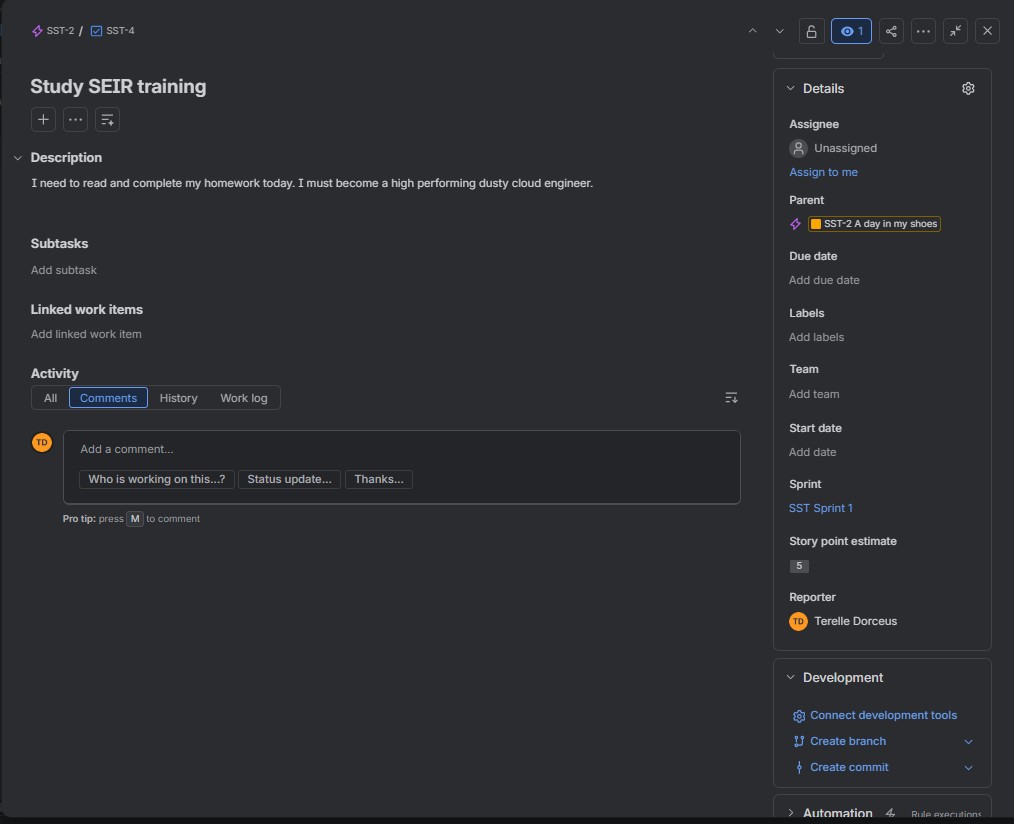 SST-2 / SST-4
1
Study SEIR training
Description
I need to read and complete my homework today. I must become a high performing dusty cloud engineer.
Subtasks
Add subtask
Linked work items
Add linked work item
Activity
All Comments History Work log
TD
Add a comment...
Who is working on this...? Status update... Thanks...
Pro tip: press M to comment
Details
Assignee
Unassigned
Assign to me
Parent
SST-2 A day in my shoes
Due date
Add due date
Labels
Add labels
Team
Add team
Start date
Add date
Sprint
SST Sprint 1
Story point estimate
5
Reporter
TD Terelle Dorceus
Development
Connect development tools
Create branch
Create commit
Automation Rule executions